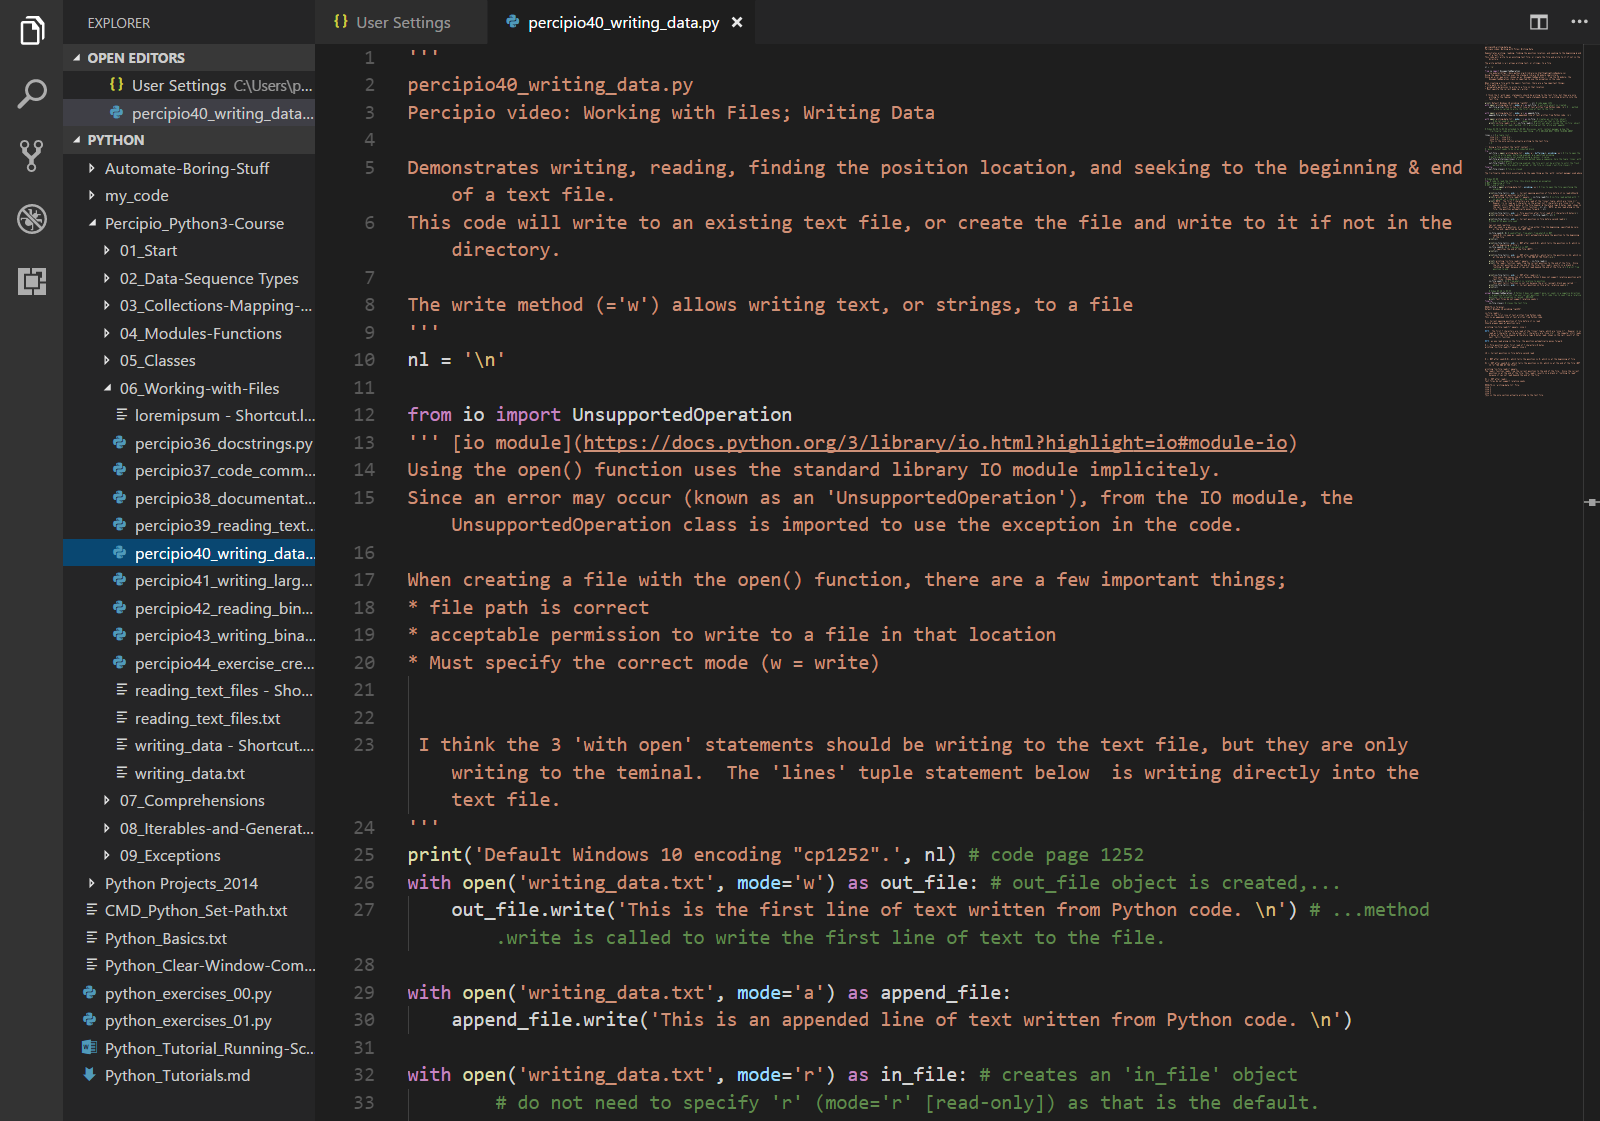 EXPLORER
OPEN EDITORS
{} User Settings C:\Users\p...
percipio40_writing_data...
PYTHON
Automate-Boring-Stuff
my_code
Percipio_Python3-Course
01_Start
02_Data-Sequence Types
03_Collections-Mapping-...
04_Modules-Functions
05_Classes
06_Working-with-Files
loremipsum - Shortcut.l...
percipio36_docstrings.py
percipio37_code_comm...
percipio38_documentat...
percipio39_reading_text...
percipio40_writing_data...
percipio41_writing_larg...
percipio42_reading_bin...
percipio43_writing_bina...
percipio44_exercise_cre...
reading_text_files - Sho...
reading_text_files.txt
writing_data - Shortcut....
writing_data.txt
07_Comprehensions
08_Iterables-and-Generat...
09_Exceptions
Python Projects_2014
CMD_Python_Set-Path.txt
Python_Basics.txt
Python_Clear-Window-Com...
python_exercises_00.py
python_exercises_01.py
Python_Tutorial_Running-Sc...
Python_Tutorials.md
{} User Settings
percipio40_writing_data.py ×
1 '''
2 percipio40_writing_data.py
3 Percipio video: Working with Files; Writing Data
4
5 Demonstrates writing, reading, finding the position location, and seeking to the beginning & end
of a text file.
6 This code will write to an existing text file, or create the file and write to it if not in the
directory.
7
8 The write method (='w') allows writing text, or strings, to a file
9 '''
10 nl = '\n'
11
12 from io import UnsupportedOperation
13 ''' [io module](https://docs.python.org/3/library/io.html?highlight=io#module-io)
14 Using the open() function uses the standard library IO module implicitely.
15 Since an error may occur (known as an 'UnsupportedOperation'), from the IO module, the
UnsupportedOperation class is imported to use the exception in the code.
16
17 When creating a file with the open() function, there are a few important things;
18 * file path is correct
19 * acceptable permission to write to a file in that location
20 * Must specify the correct mode (w = write)
21
22
23 I think the 3 'with open' statements should be writing to the text file, but they are only
writing to the teminal.  The 'lines' tuple statement below  is writing directly into the
text file.
24 '''
25 print('Default Windows 10 encoding "cp1252".', nl) # code page 1252
26 with open('writing_data.txt', mode='w') as out_file: # out_file object is created,...
27 out_file.write('This is the first line of text written from Python code. \n') # ...method
.write is called to write the first line of text to the file.
28
29 with open('writing_data.txt', mode='a') as append_file:
30 append_file.write('This is an appended line of text written from Python code. \n')
31
32 with open('writing_data.txt', mode='r') as in_file: # creates an 'in_file' object
33 # do not need to specify 'r' (mode='r' [read-only]) as that is the default.